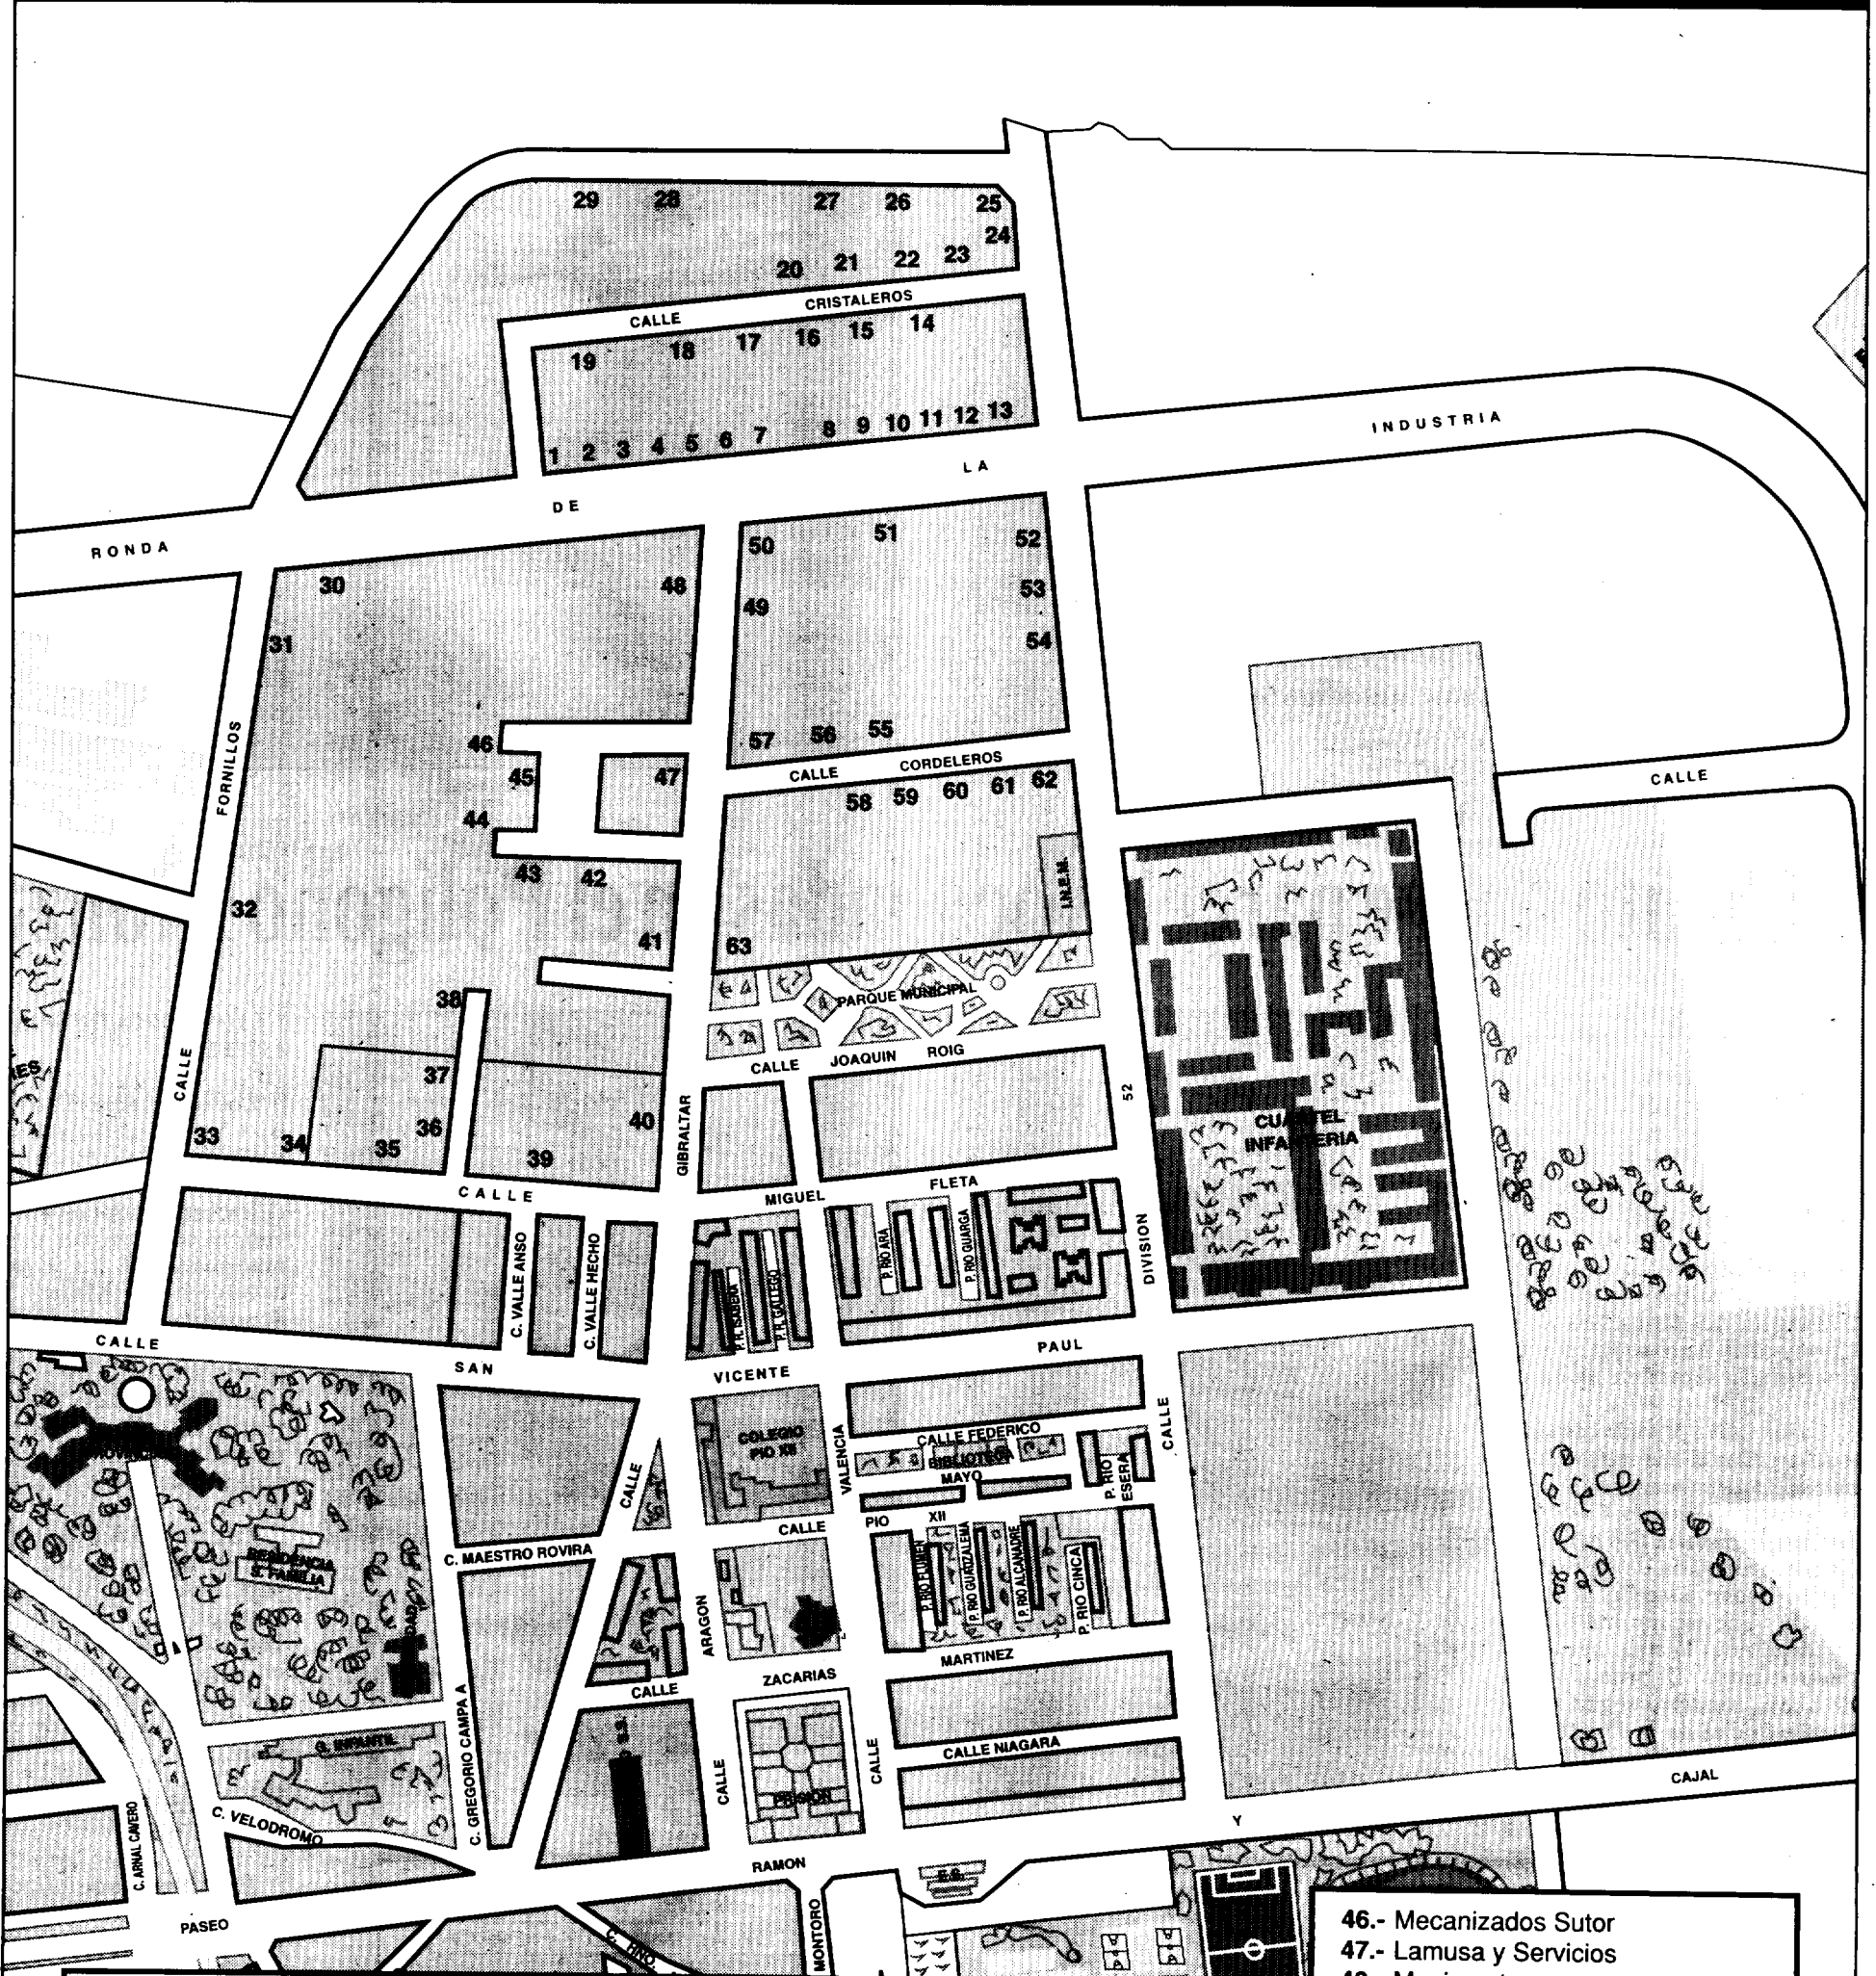 29 28 27 26 25
24
20 21 22 23
CALLE CRISTALEROS
19 18 17 16 15 14
1 2 3 4 5 6 7 8 9 10 11 12 13
RONDA DE LA INDUSTRIA
30 48 50 51 52
31 49 53
54
46 57 56 55
45 47
CALLE CORDELEROS
CALLE
44 58 59 60 61 62
43 42
I.N.E.M.
32 41 63
38
PARQUE MUNICIPAL
CALLE FORNILLOS
CALLE JOAQUIN ROIG
37
36 40
33 34 35 39
GIBRALTAR
CUARTEL
INFANTERIA
CALLE MIGUEL FLETA
C. VALLE ANSO
C. VALLE HECHO
P. R. ISABENA
P. R. GALLEGO
P. RIO ARA
P. RIO GUARGA
CALLE DIVISION 52
CALLE SAN VICENTE PAUL
COLEGIO
PIO XII
CALLE VALENCIA
CALLE FEDERICO
BIBLIOTECA
MAYO
P. RIO
ESERA
CALLE PIO XII
CALLE
C. MAESTRO ROVIRA
RESIDENCIA
S. FAMILIA
P. RIO FLUMEN
P. RIO GUATIZALEMA
P. RIO ALCANADRE
P. RIO CINCA
CALLE ARAGON
CALLE ZACARIAS MARTINEZ
CALLE NIAGARA
PRISION
G. INFANTIL
C. GREGORIO CAMPAÑA
C. VELODROMO
C. ARNAL CAVERO
PASEO RAMON Y CAJAL
E.S.
MONTORO
C. HNO.
46.- Mecanizados Sutor
47.- Lamusa y Servicios